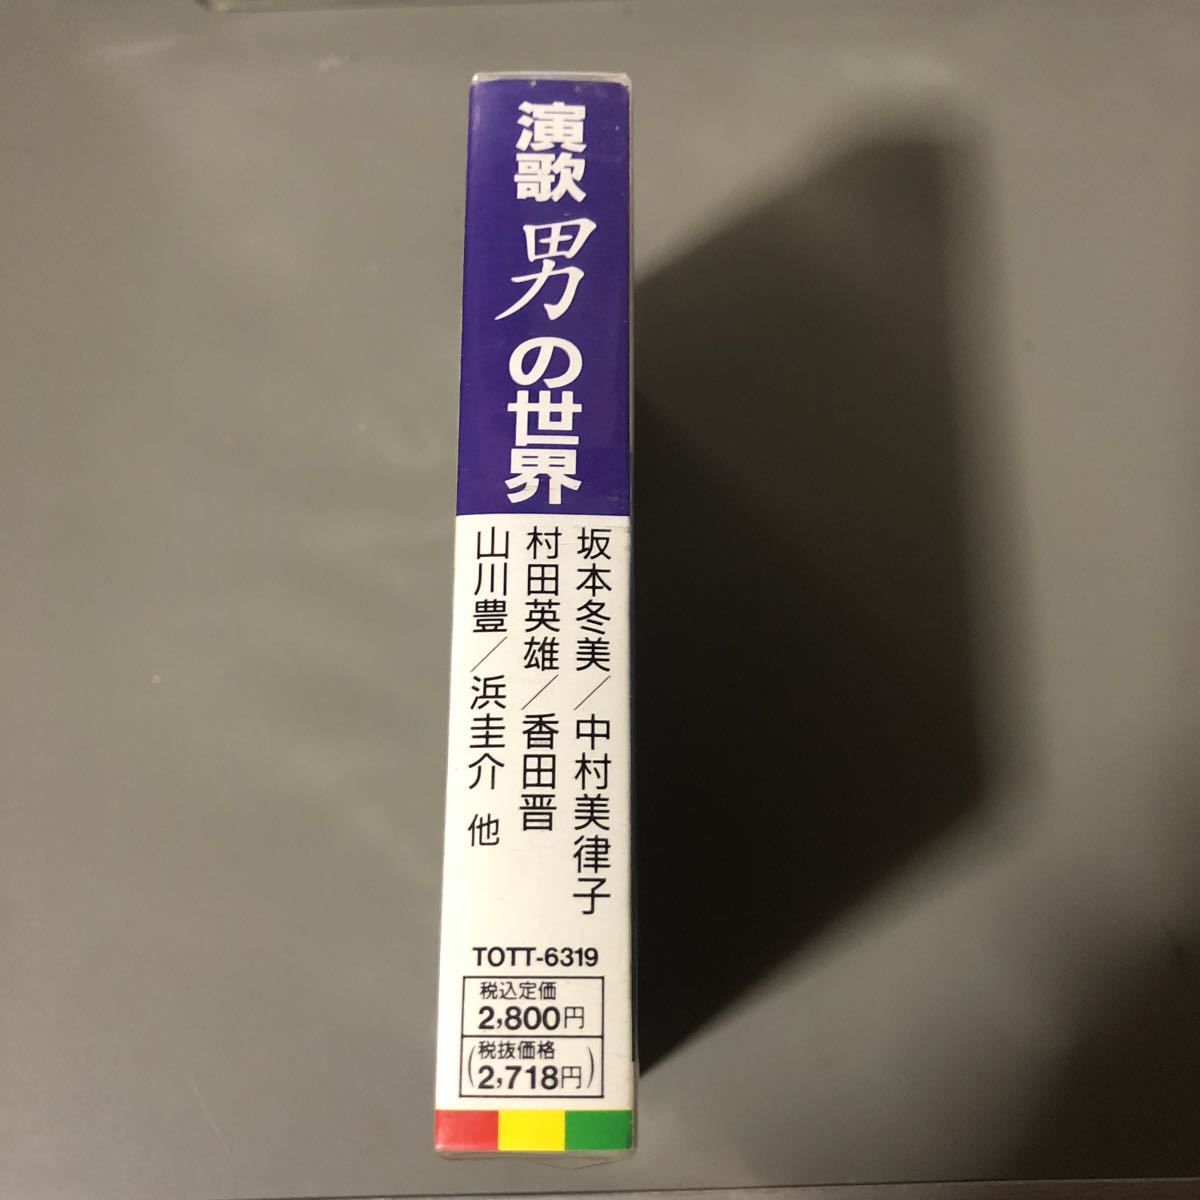 演歌 男の世界
坂本冬美／中村美律子
村田英雄／香田晋
山川豊／浜圭介 他
TOTT-6319
税込定価
2,800円
(税抜価格
2,718円)